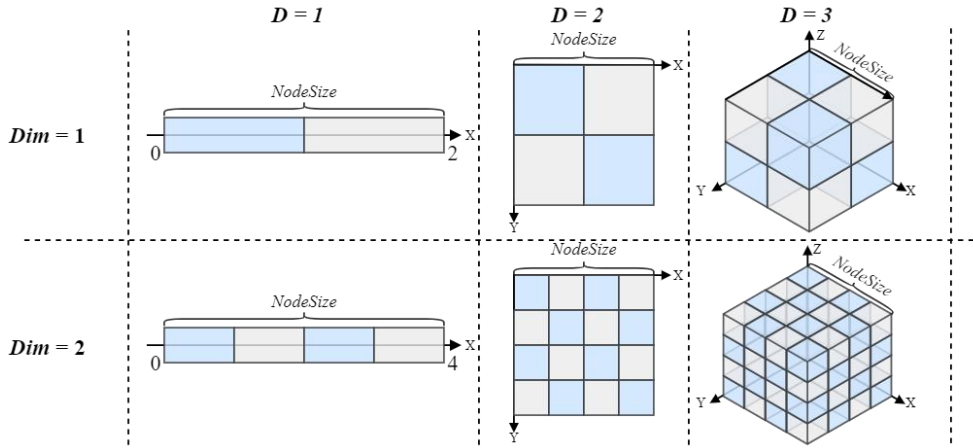 D = 1
D = 2
D = 3
Dim = 1
NodeSize
0
2
X
NodeSize
X
Y
Z
NodeSize
Y
X
Dim = 2
NodeSize
0
4
X
NodeSize
X
Y
Z
NodeSize
Y
X